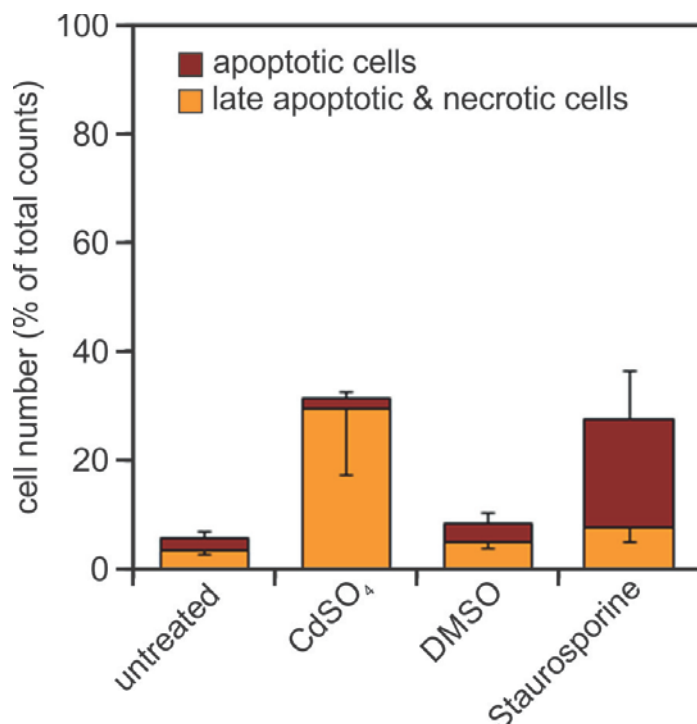 100
80
60
40
20
0
cell number (% of total counts)
apoptotic cells
late apoptotic & necrotic cells
untreated
CdSO₄
DMSO
Staurosporine